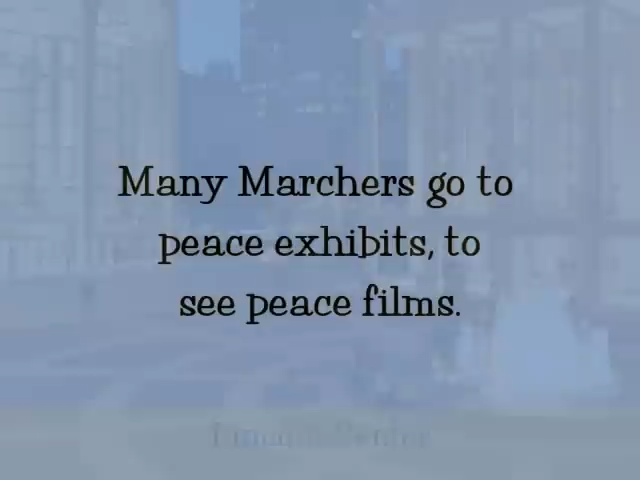 Many Marchers go to
peace exhibits, to
see peace films.